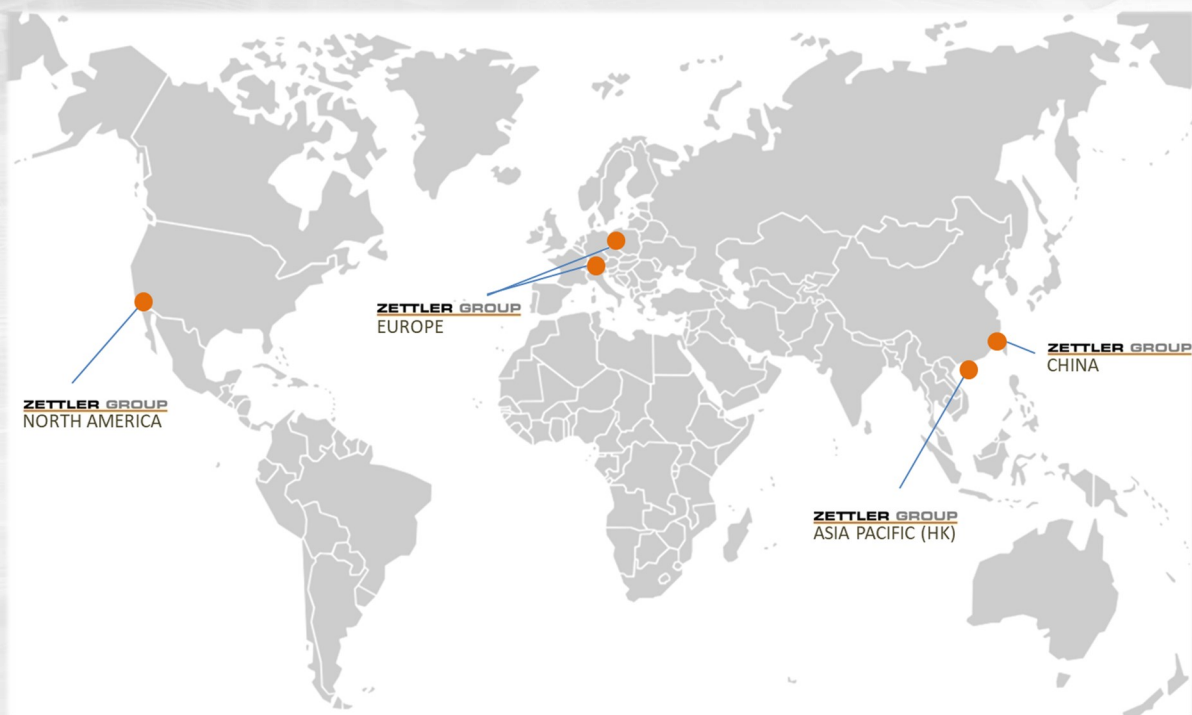 ZETTLER GROUP
EUROPE
ZETTLER GROUP
CHINA
ZETTLER GROUP
NORTH AMERICA
ZETTLER GROUP
ASIA PACIFIC (HK)